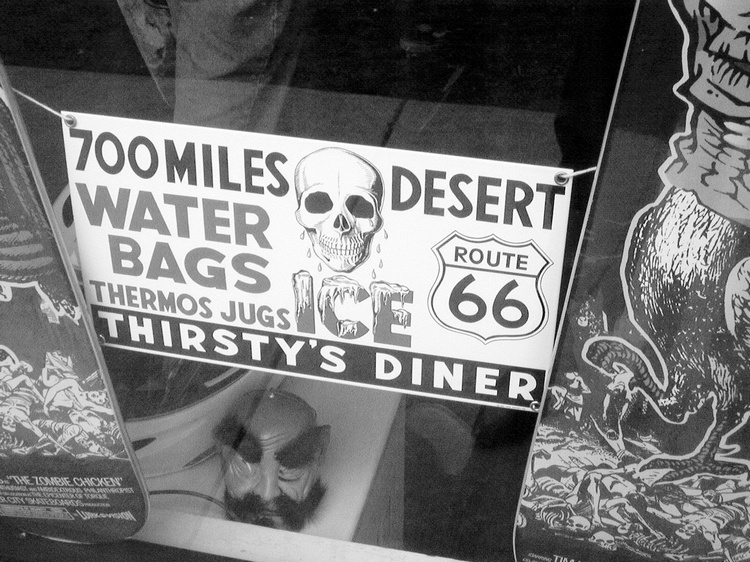 700 MILES DESERT
WATER
BAGS
THERMOS JUGS
ICE
ROUTE
66
THIRSTY'S DINER
"THE ZOMBIE CHICKEN"